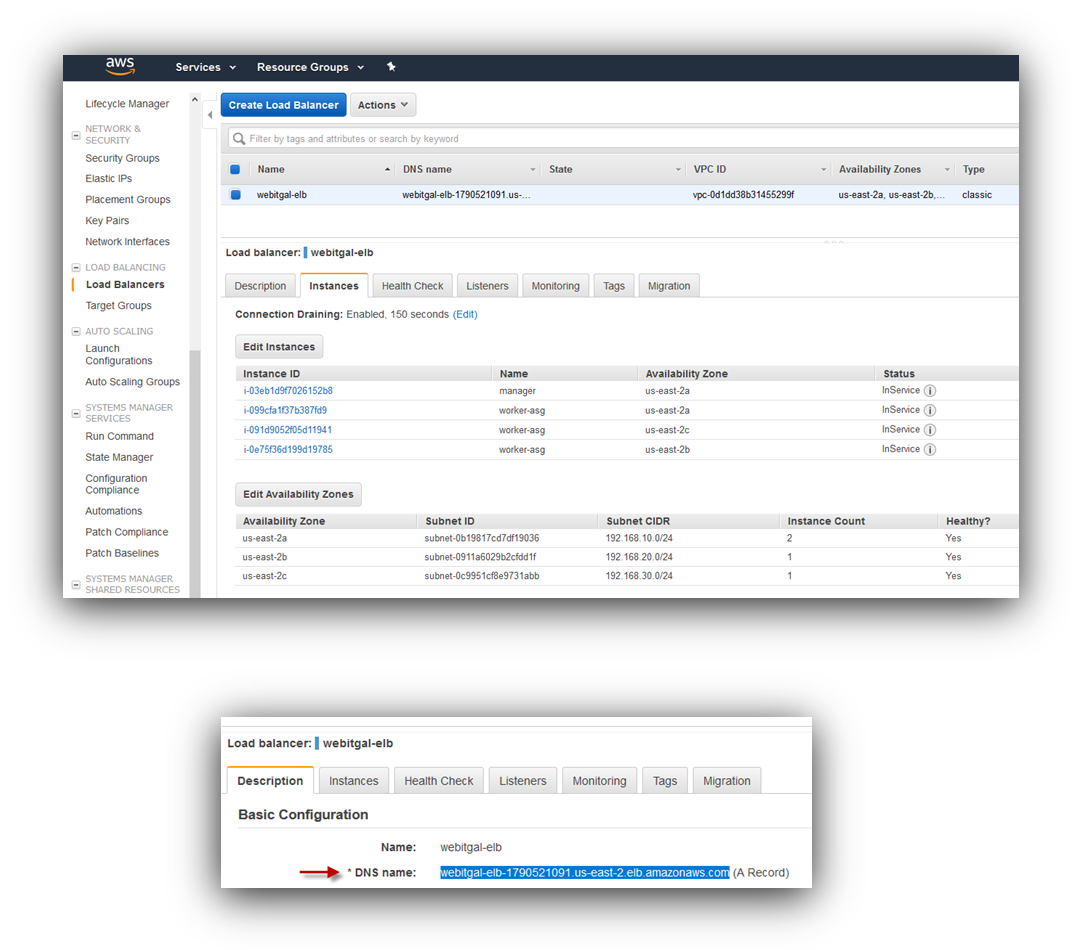 aws Services Resource Groups
Lifecycle Manager
NETWORK &
SECURITY
Security Groups
Elastic IPs
Placement Groups
Key Pairs
Network Interfaces
LOAD BALANCING
Load Balancers
Target Groups
AUTO SCALING
Launch
Configurations
Auto Scaling Groups
SYSTEMS MANAGER
SERVICES
Run Command
State Manager
Configuration
Compliance
Automations
Patch Compliance
Patch Baselines
SYSTEMS MANAGER
SHARED RESOURCES
Create Load Balancer Actions
Filter by tags and attributes or search by keyword
Name DNS name State VPC ID Availability Zones Type
webitgal-elb webitgal-elb-1790521091.us-... vpc-0d1dd38b31455299f us-east-2a, us-east-2b,... classic
Load balancer: webitgal-elb
Description Instances Health Check Listeners Monitoring Tags Migration
Connection Draining: Enabled, 150 seconds (Edit)
Edit Instances
Instance ID Name Availability Zone Status
i-03eb1d9f7026152b8 manager us-east-2a InService i
i-099cfa1f37b387fd9 worker-asg us-east-2a InService i
i-091d9052f05d11941 worker-asg us-east-2c InService i
i-0e75f36d199d19785 worker-asg us-east-2b InService i
Edit Availability Zones
Availability Zone Subnet ID Subnet CIDR Instance Count Healthy?
us-east-2a subnet-0b19817cd7df19036 192.168.10.0/24 2 Yes
us-east-2b subnet-0911a6029b2cfdd1f 192.168.20.0/24 1 Yes
us-east-2c subnet-0c9951cf8e9731abb 192.168.30.0/24 1 Yes
Load balancer: webitgal-elb
Description Instances Health Check Listeners Monitoring Tags Migration
Basic Configuration
Name: webitgal-elb
* DNS name: webitgal-elb-1790521091.us-east-2.elb.amazonaws.com (A Record)